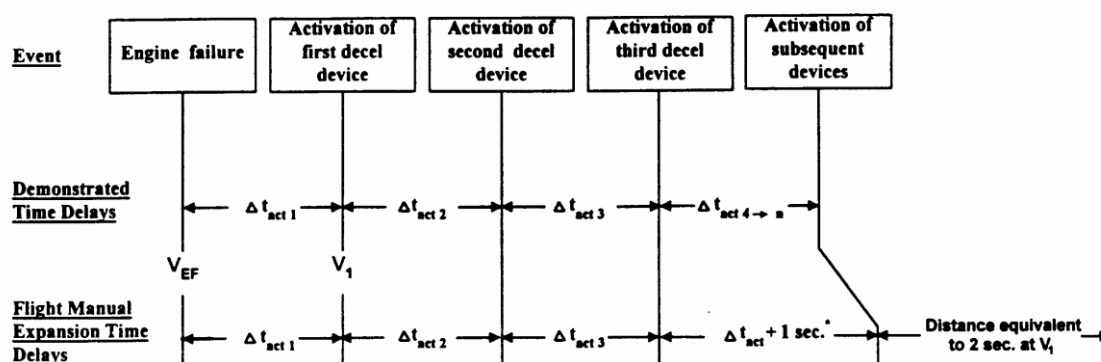 Event
Engine failure
Activation of
first decel
device
Activation of
second decel
device
Activation of
third decel
device
Activation of
subsequent
devices
Demonstrated
Time Delays
Δ t act 1
Δ t act 2
Δ t act 3
Δ t act 4→ n
V EF
V 1
Flight Manual
Expansion Time
Delays
Δ t act 1
Δ t act 2
Δ t act 3
Δ t act + 1 sec.*
Distance equivalent
to 2 sec. at V 1